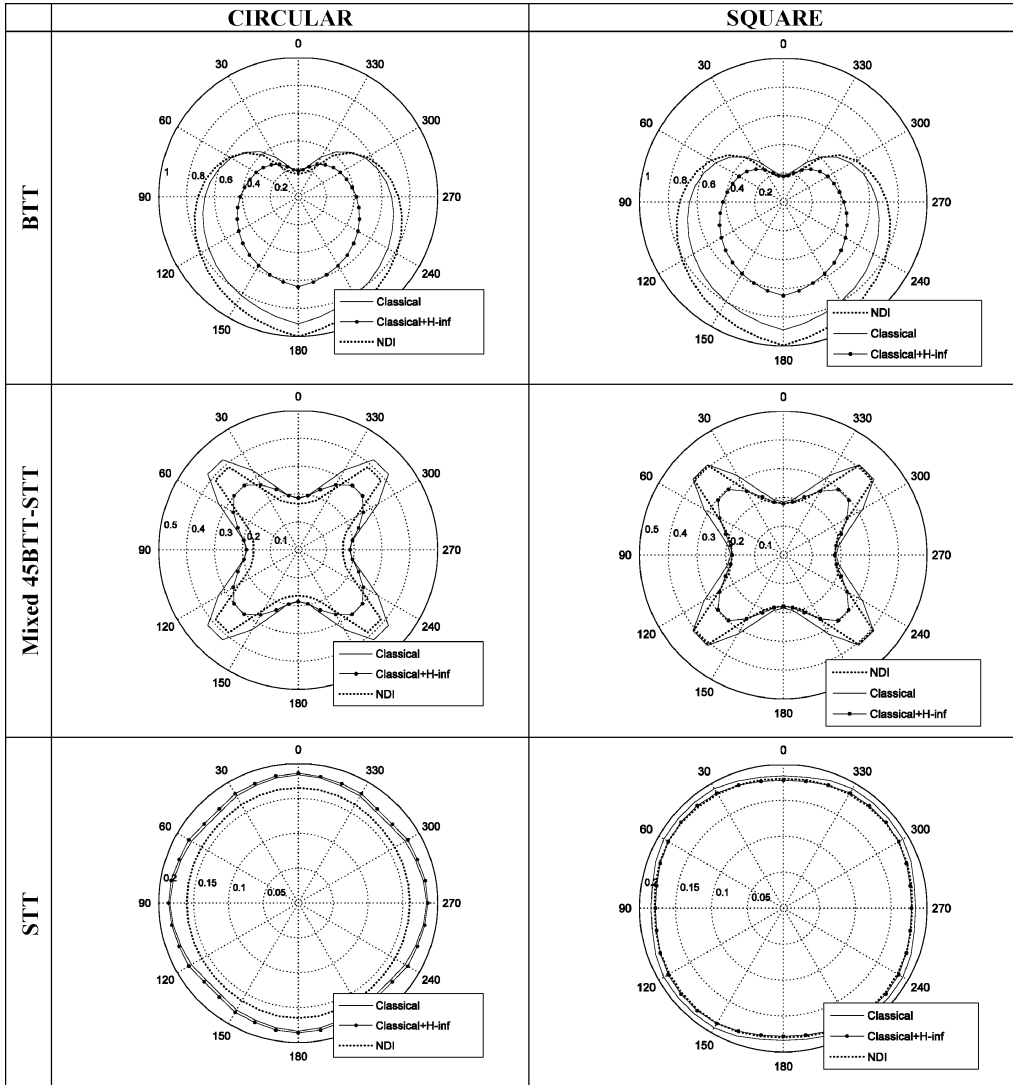 CIRCULAR SQUARE
BTT
0
30 330
60 300
90 270
120 240
150
180
1 0.8 0.6 0.4 0.2
Classical
Classical+H-inf
NDI
0
30 330
60 300
90 270
120 240
150
180
1 0.8 0.6 0.4 0.2
NDI
Classical
Classical+H-inf
Mixed 45BTT-STT
0
30 330
60 300
90 270
120 240
150
180
0.5 0.4 0.3 0.2 0.1
Classical
Classical+H-inf
NDI
0
30 330
60 300
90 270
120 240
150
180
0.5 0.4 0.3 0.2 0.1
NDI
Classical
Classical+H-inf
STT
0
30 330
60 300
90 270
120 240
150
180
0.2 0.15 0.1 0.05
Classical
Classical+H-inf
NDI
0
30 330
60 300
90 270
120 240
150
180
0.2 0.15 0.1 0.05
Classical
Classical+H-inf
NDI